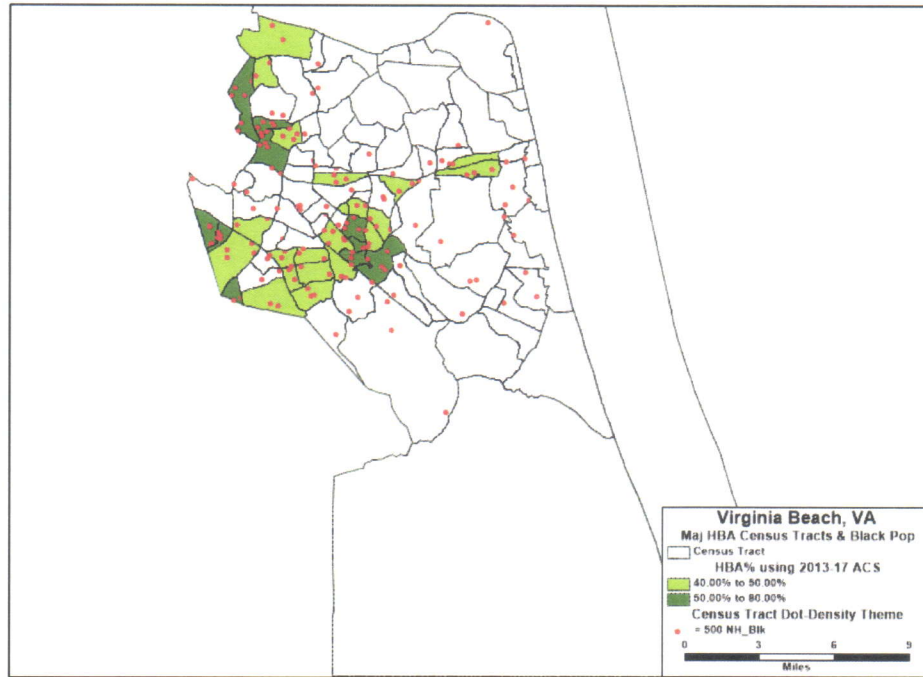 Virginia Beach, VA
Maj HBA Census Tracts & Black Pop
Census Tract
HBA% using 2013-17 ACS
40.00% to 50.00%
50.00% to 80.00%
Census Tract Dot-Density Theme
= 500 NH_Blk
0 3 6 9
Miles